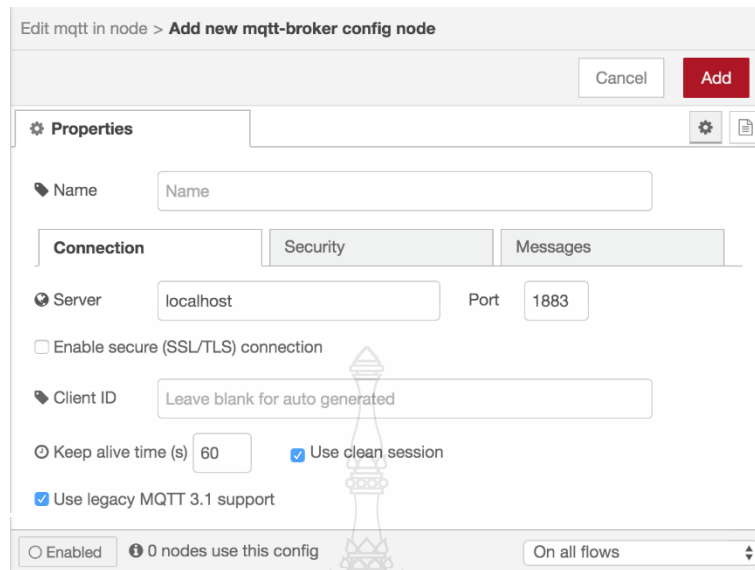 Edit mqtt in node > Add new mqtt-broker config node
Cancel Add
Properties
Name Name
Connection Security Messages
Server localhost Port 1883
Enable secure (SSL/TLS) connection
Client ID Leave blank for auto generated
Keep alive time (s) 60 Use clean session
Use legacy MQTT 3.1 support
Enabled 0 nodes use this config On all flows